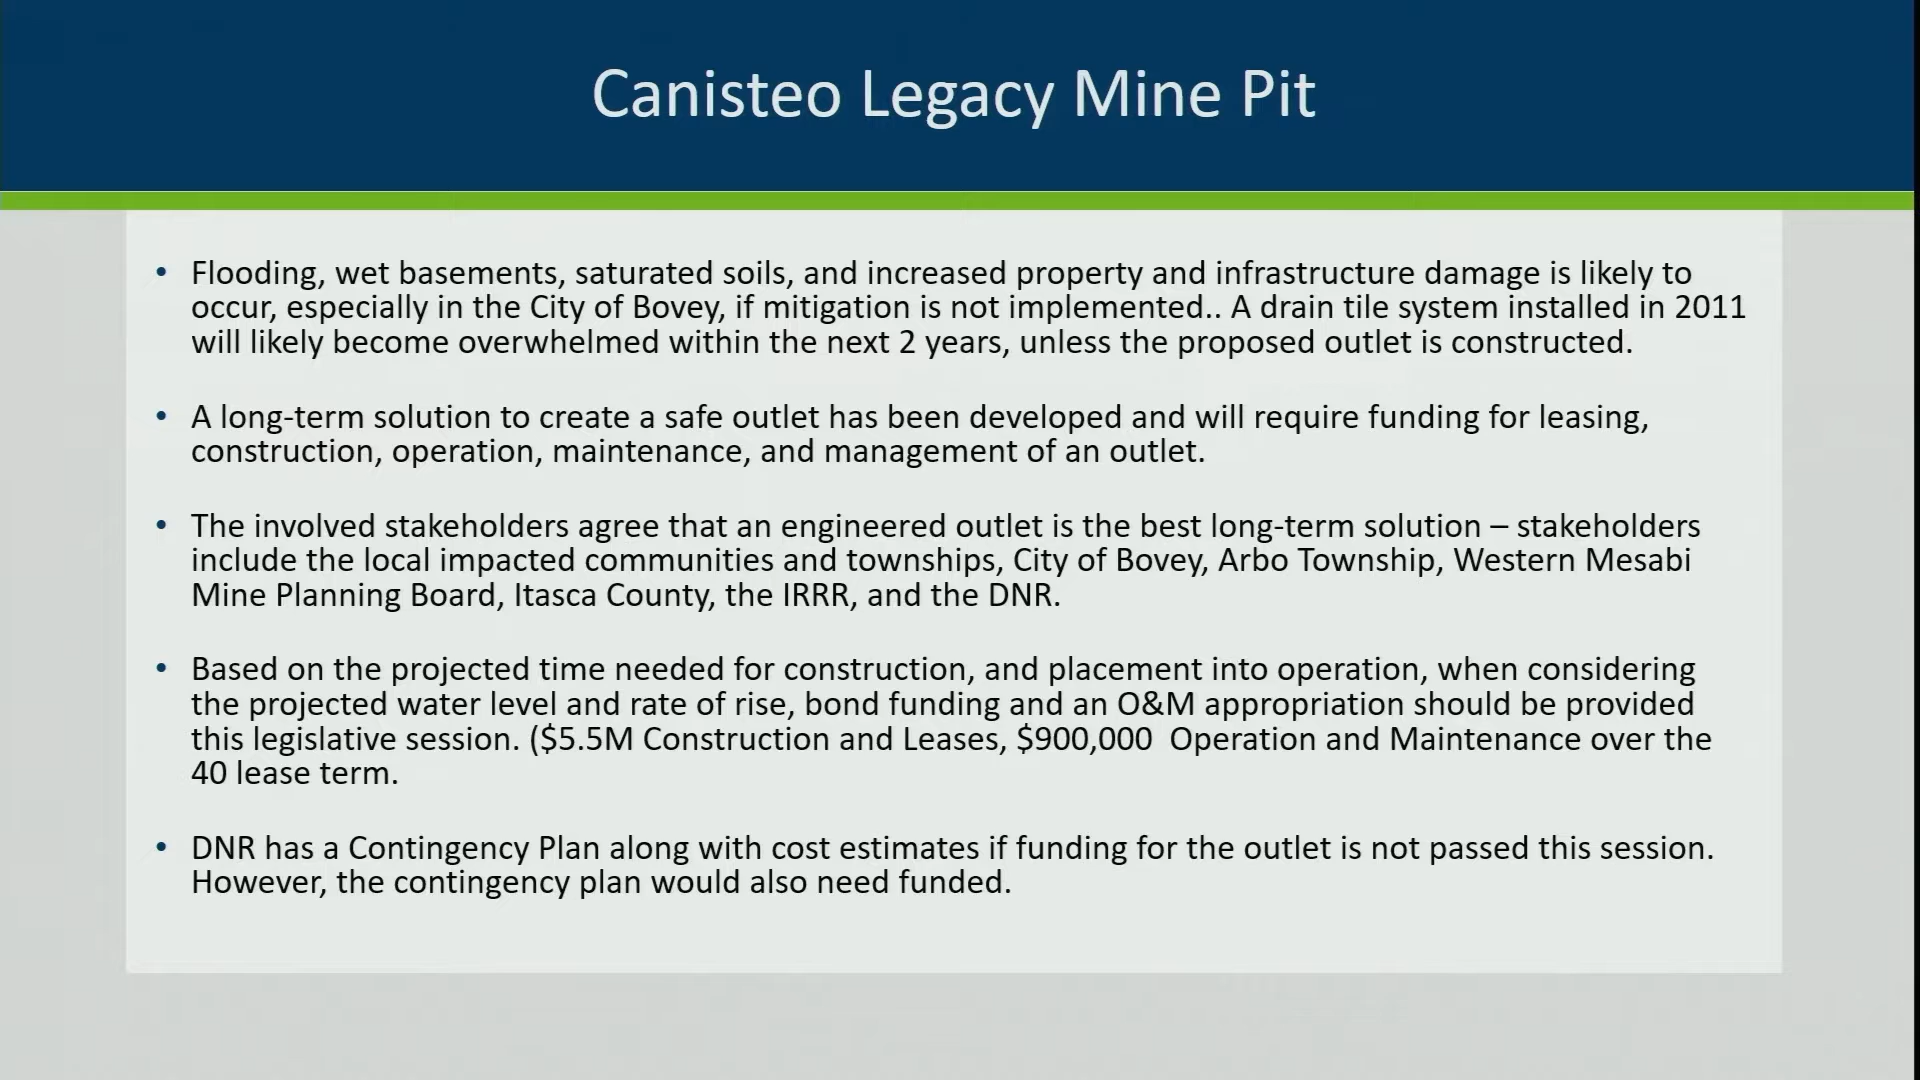 Canisteo Legacy Mine Pit
• Flooding, wet basements, saturated soils, and increased property and infrastructure damage is likely to
occur, especially in the City of Bovey, if mitigation is not implemented.. A drain tile system installed in 2011
will likely become overwhelmed within the next 2 years, unless the proposed outlet is constructed.
• A long-term solution to create a safe outlet has been developed and will require funding for leasing,
construction, operation, maintenance, and management of an outlet.
• The involved stakeholders agree that an engineered outlet is the best long-term solution – stakeholders
include the local impacted communities and townships, City of Bovey, Arbo Township, Western Mesabi
Mine Planning Board, Itasca County, the IRRR, and the DNR.
• Based on the projected time needed for construction, and placement into operation, when considering
the projected water level and rate of rise, bond funding and an O&M appropriation should be provided
this legislative session. ($5.5M Construction and Leases, $900,000  Operation and Maintenance over the
40 lease term.
• DNR has a Contingency Plan along with cost estimates if funding for the outlet is not passed this session.
However, the contingency plan would also need funded.